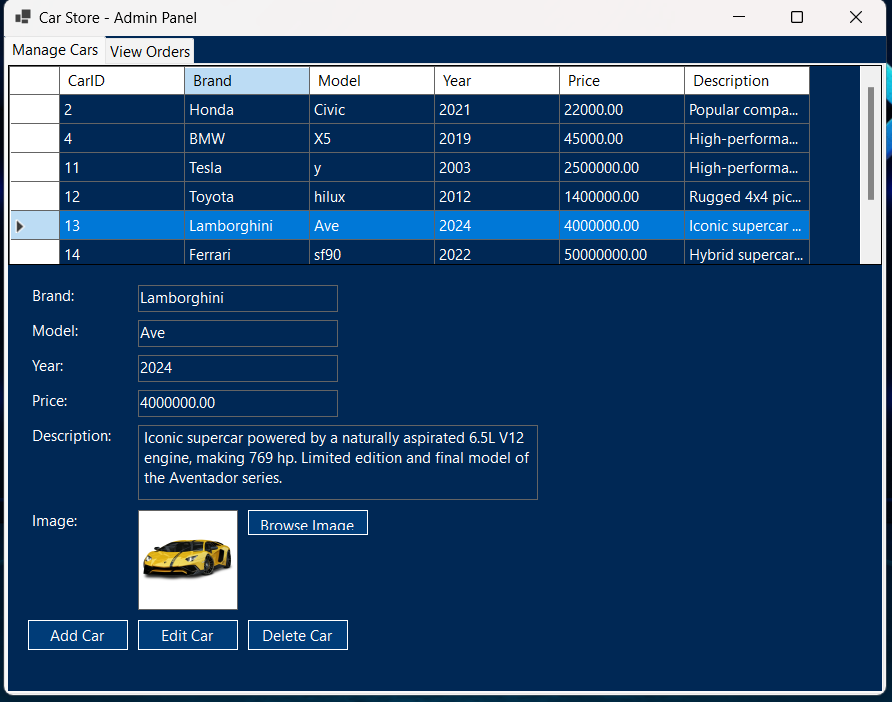 Car Store - Admin Panel
Manage Cars View Orders
CarID Brand Model Year Price Description
2 Honda Civic 2021 22000.00 Popular compa...
4 BMW X5 2019 45000.00 High-performa...
11 Tesla y 2003 2500000.00 High-performa...
12 Toyota hilux 2012 1400000.00 Rugged 4x4 pic...
13 Lamborghini Ave 2024 4000000.00 Iconic supercar ...
14 Ferrari sf90 2022 50000000.00 Hybrid supercar...
Brand: Lamborghini
Model: Ave
Year: 2024
Price: 4000000.00
Description: Iconic supercar powered by a naturally aspirated 6.5L V12
engine, making 769 hp. Limited edition and final model of
the Aventador series.
Image: Browse Image
Add Car Edit Car Delete Car